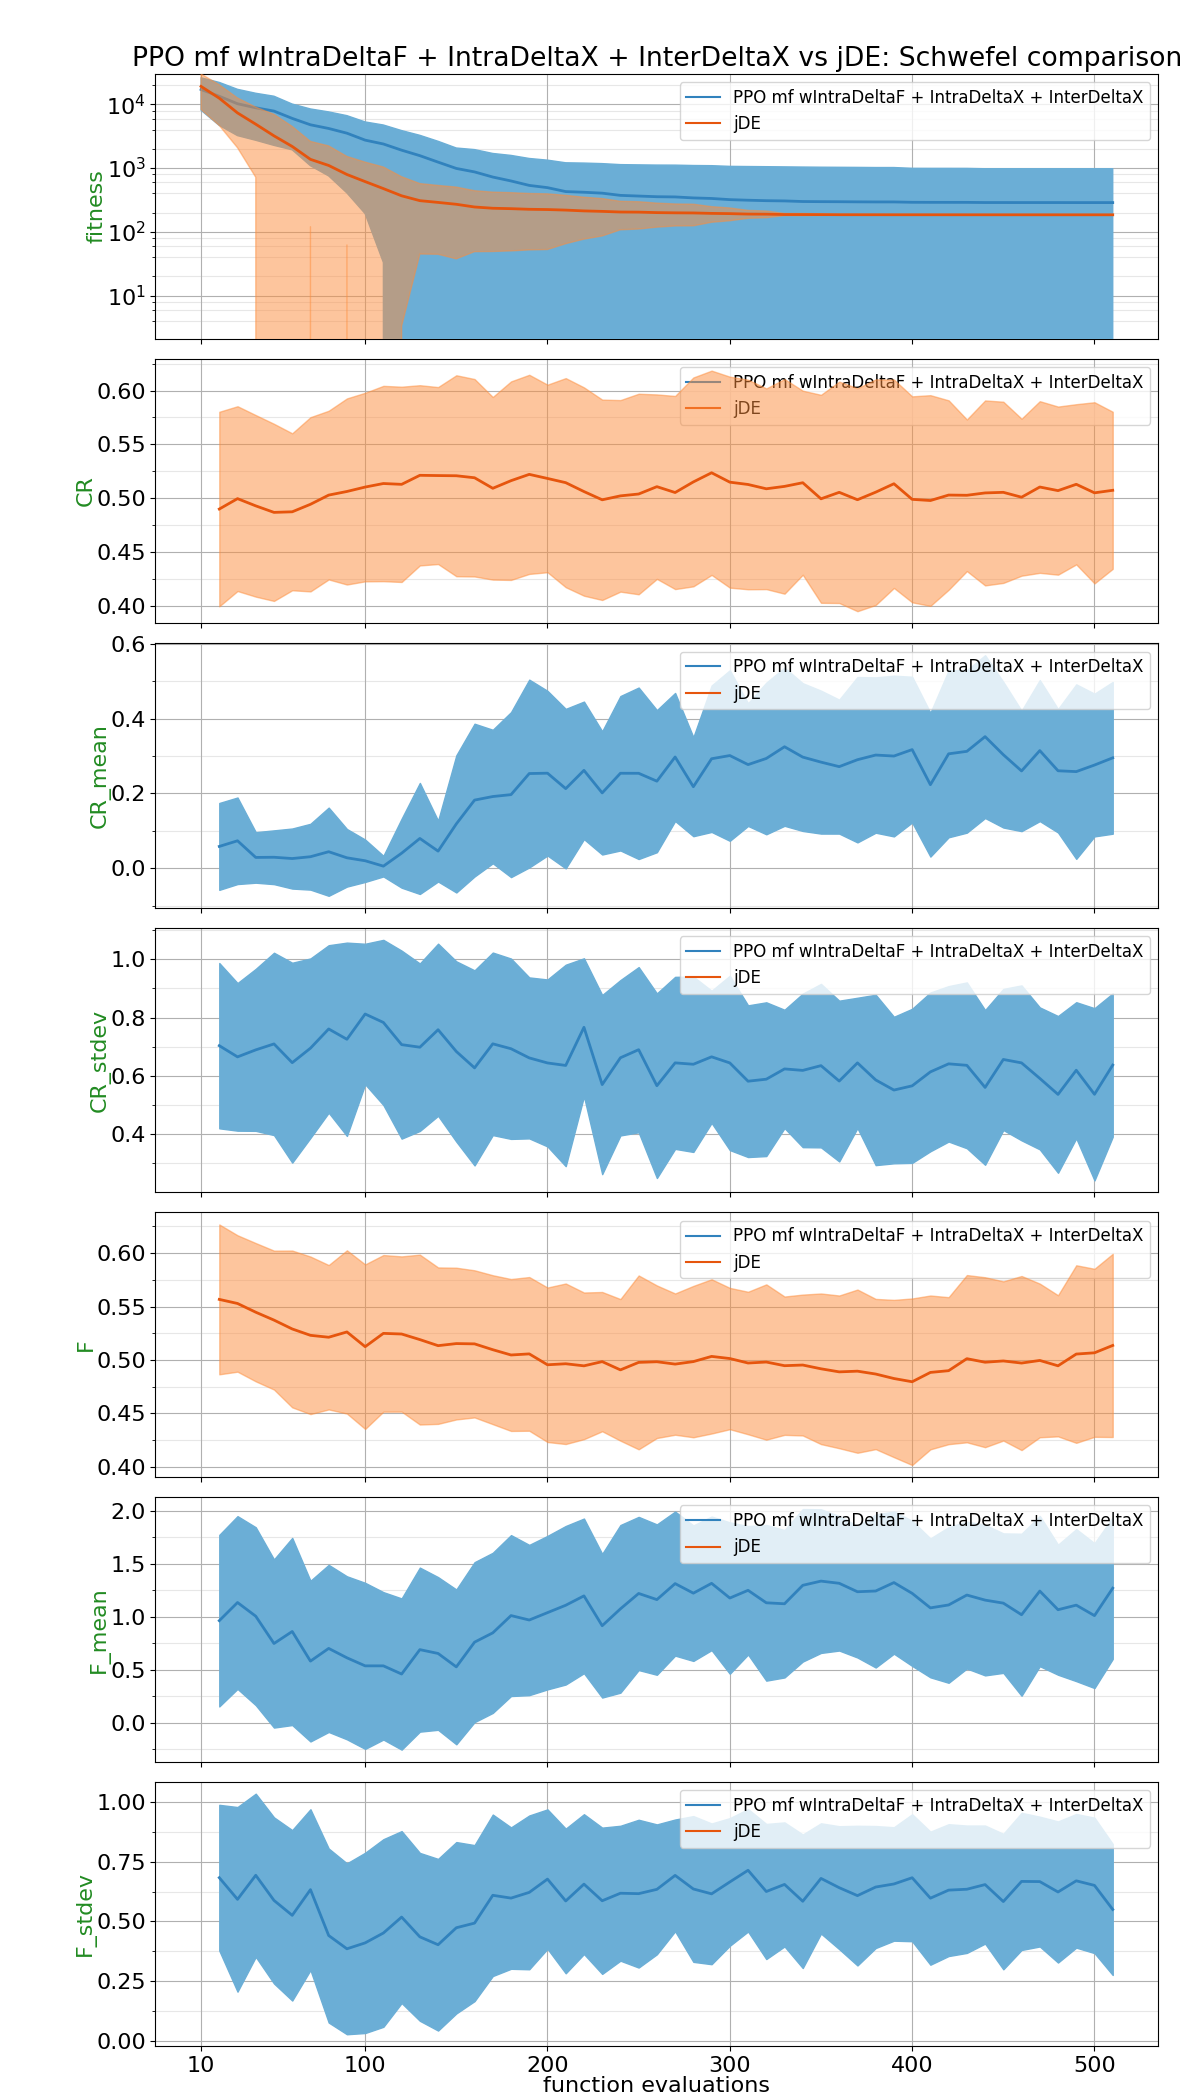 PPO mf wIntraDeltaF + IntraDeltaX + InterDeltaX vs jDE: Schwefel comparison
PPO mf wIntraDeltaF + IntraDeltaX + InterDeltaX
jDE
fitness
10^4
10^3
10^2
10^1
PPO mf wIntraDeltaF + IntraDeltaX + InterDeltaX
jDE
CR
0.60
0.55
0.50
0.45
0.40
PPO mf wIntraDeltaF + IntraDeltaX + InterDeltaX
jDE
CR_mean
0.6
0.4
0.2
0.0
PPO mf wIntraDeltaF + IntraDeltaX + InterDeltaX
jDE
CR_stdev
1.0
0.8
0.6
0.4
PPO mf wIntraDeltaF + IntraDeltaX + InterDeltaX
jDE
F
0.60
0.55
0.50
0.45
0.40
PPO mf wIntraDeltaF + IntraDeltaX + InterDeltaX
jDE
F_mean
2.0
1.5
1.0
0.5
0.0
PPO mf wIntraDeltaF + IntraDeltaX + InterDeltaX
jDE
F_stdev
1.00
0.75
0.50
0.25
0.00
10 100 200 300 400 500
function evaluations